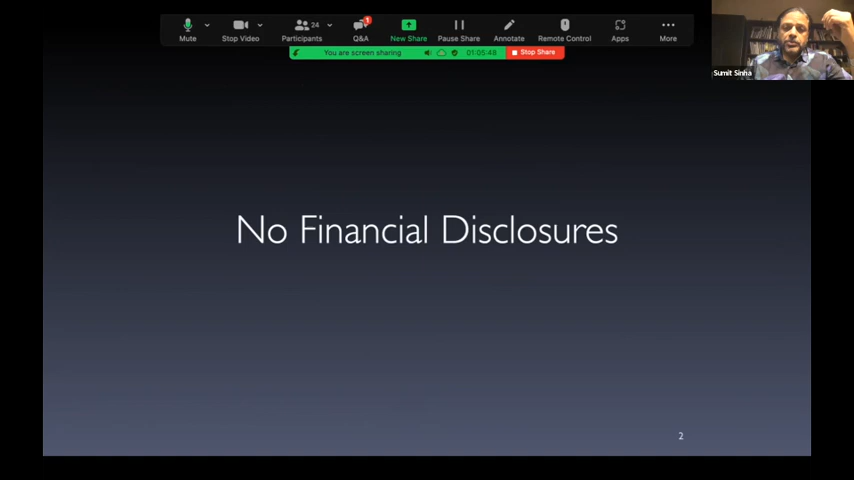 Mute
Stop Video
24
Participants
1
Q&A
New Share
Pause Share
Annotate
Remote Control
Apps
More
You are screen sharing
01:05:48
Stop Share
Sumit Sinha
No Financial Disclosures
2